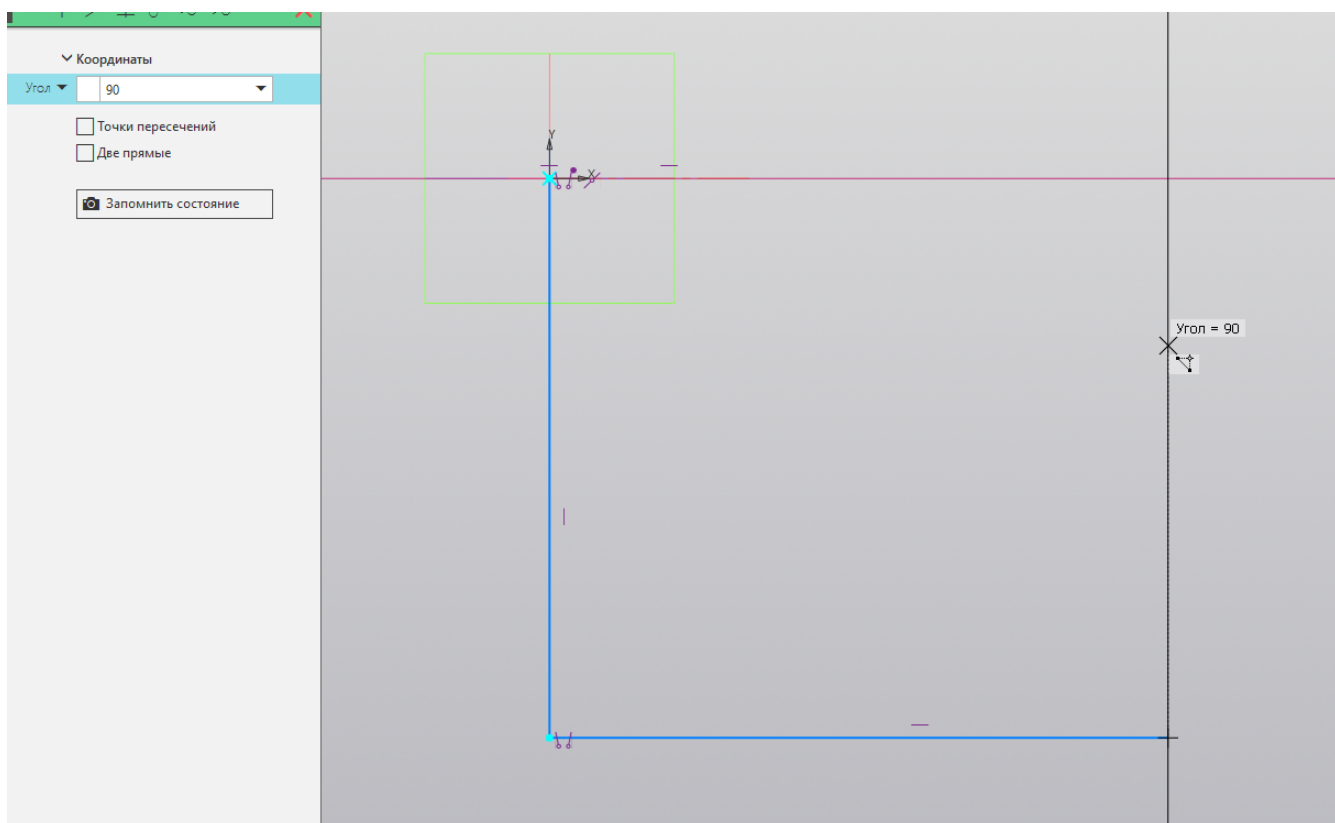 Координаты
Угол 90
Точки пересечений
Две прямые
Запомнить состояние
Y
X
Угол = 90